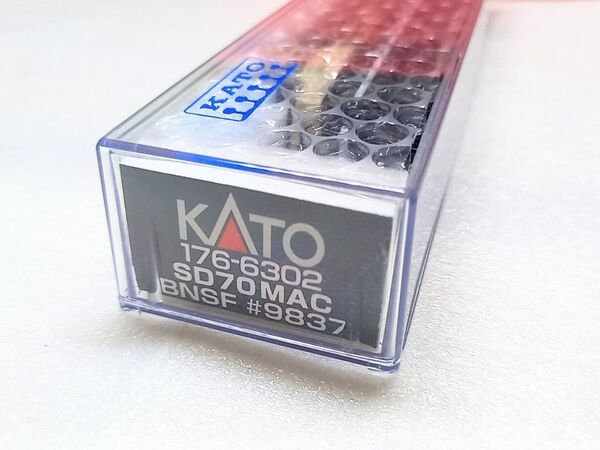 KATO
KATO
176-6302
SD70MAC
BNSF #9837